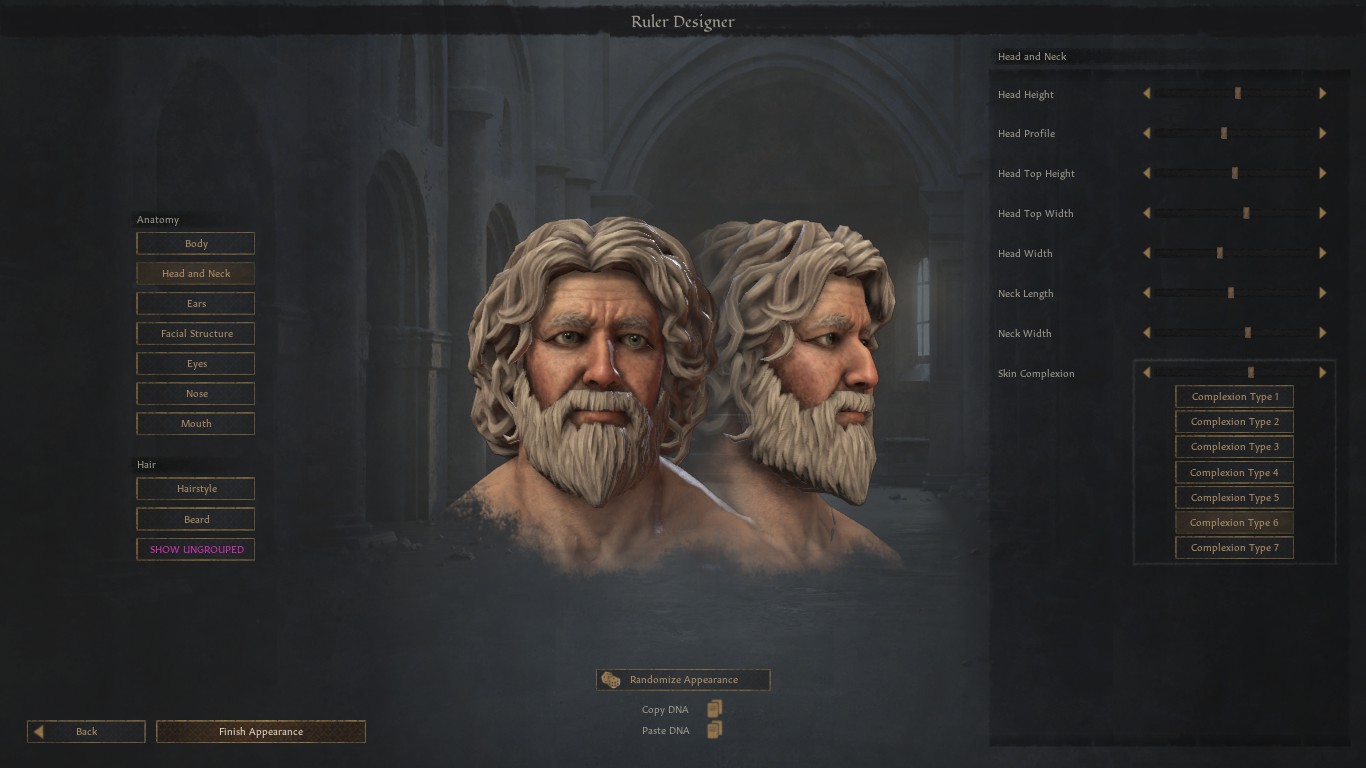 Ruler Designer
Anatomy
Body
Head and Neck
Ears
Facial Structure
Eyes
Nose
Mouth
Hair
Hairstyle
Beard
SHOW UNGROUPED
Head and Neck
Head Height
Head Profile
Head Top Height
Head Top Width
Head Width
Neck Length
Neck Width
Skin Complexion
Complexion Type 1
Complexion Type 2
Complexion Type 3
Complexion Type 4
Complexion Type 5
Complexion Type 6
Complexion Type 7
Randomize Appearance
Copy DNA
Paste DNA
Back
Finish Appearance